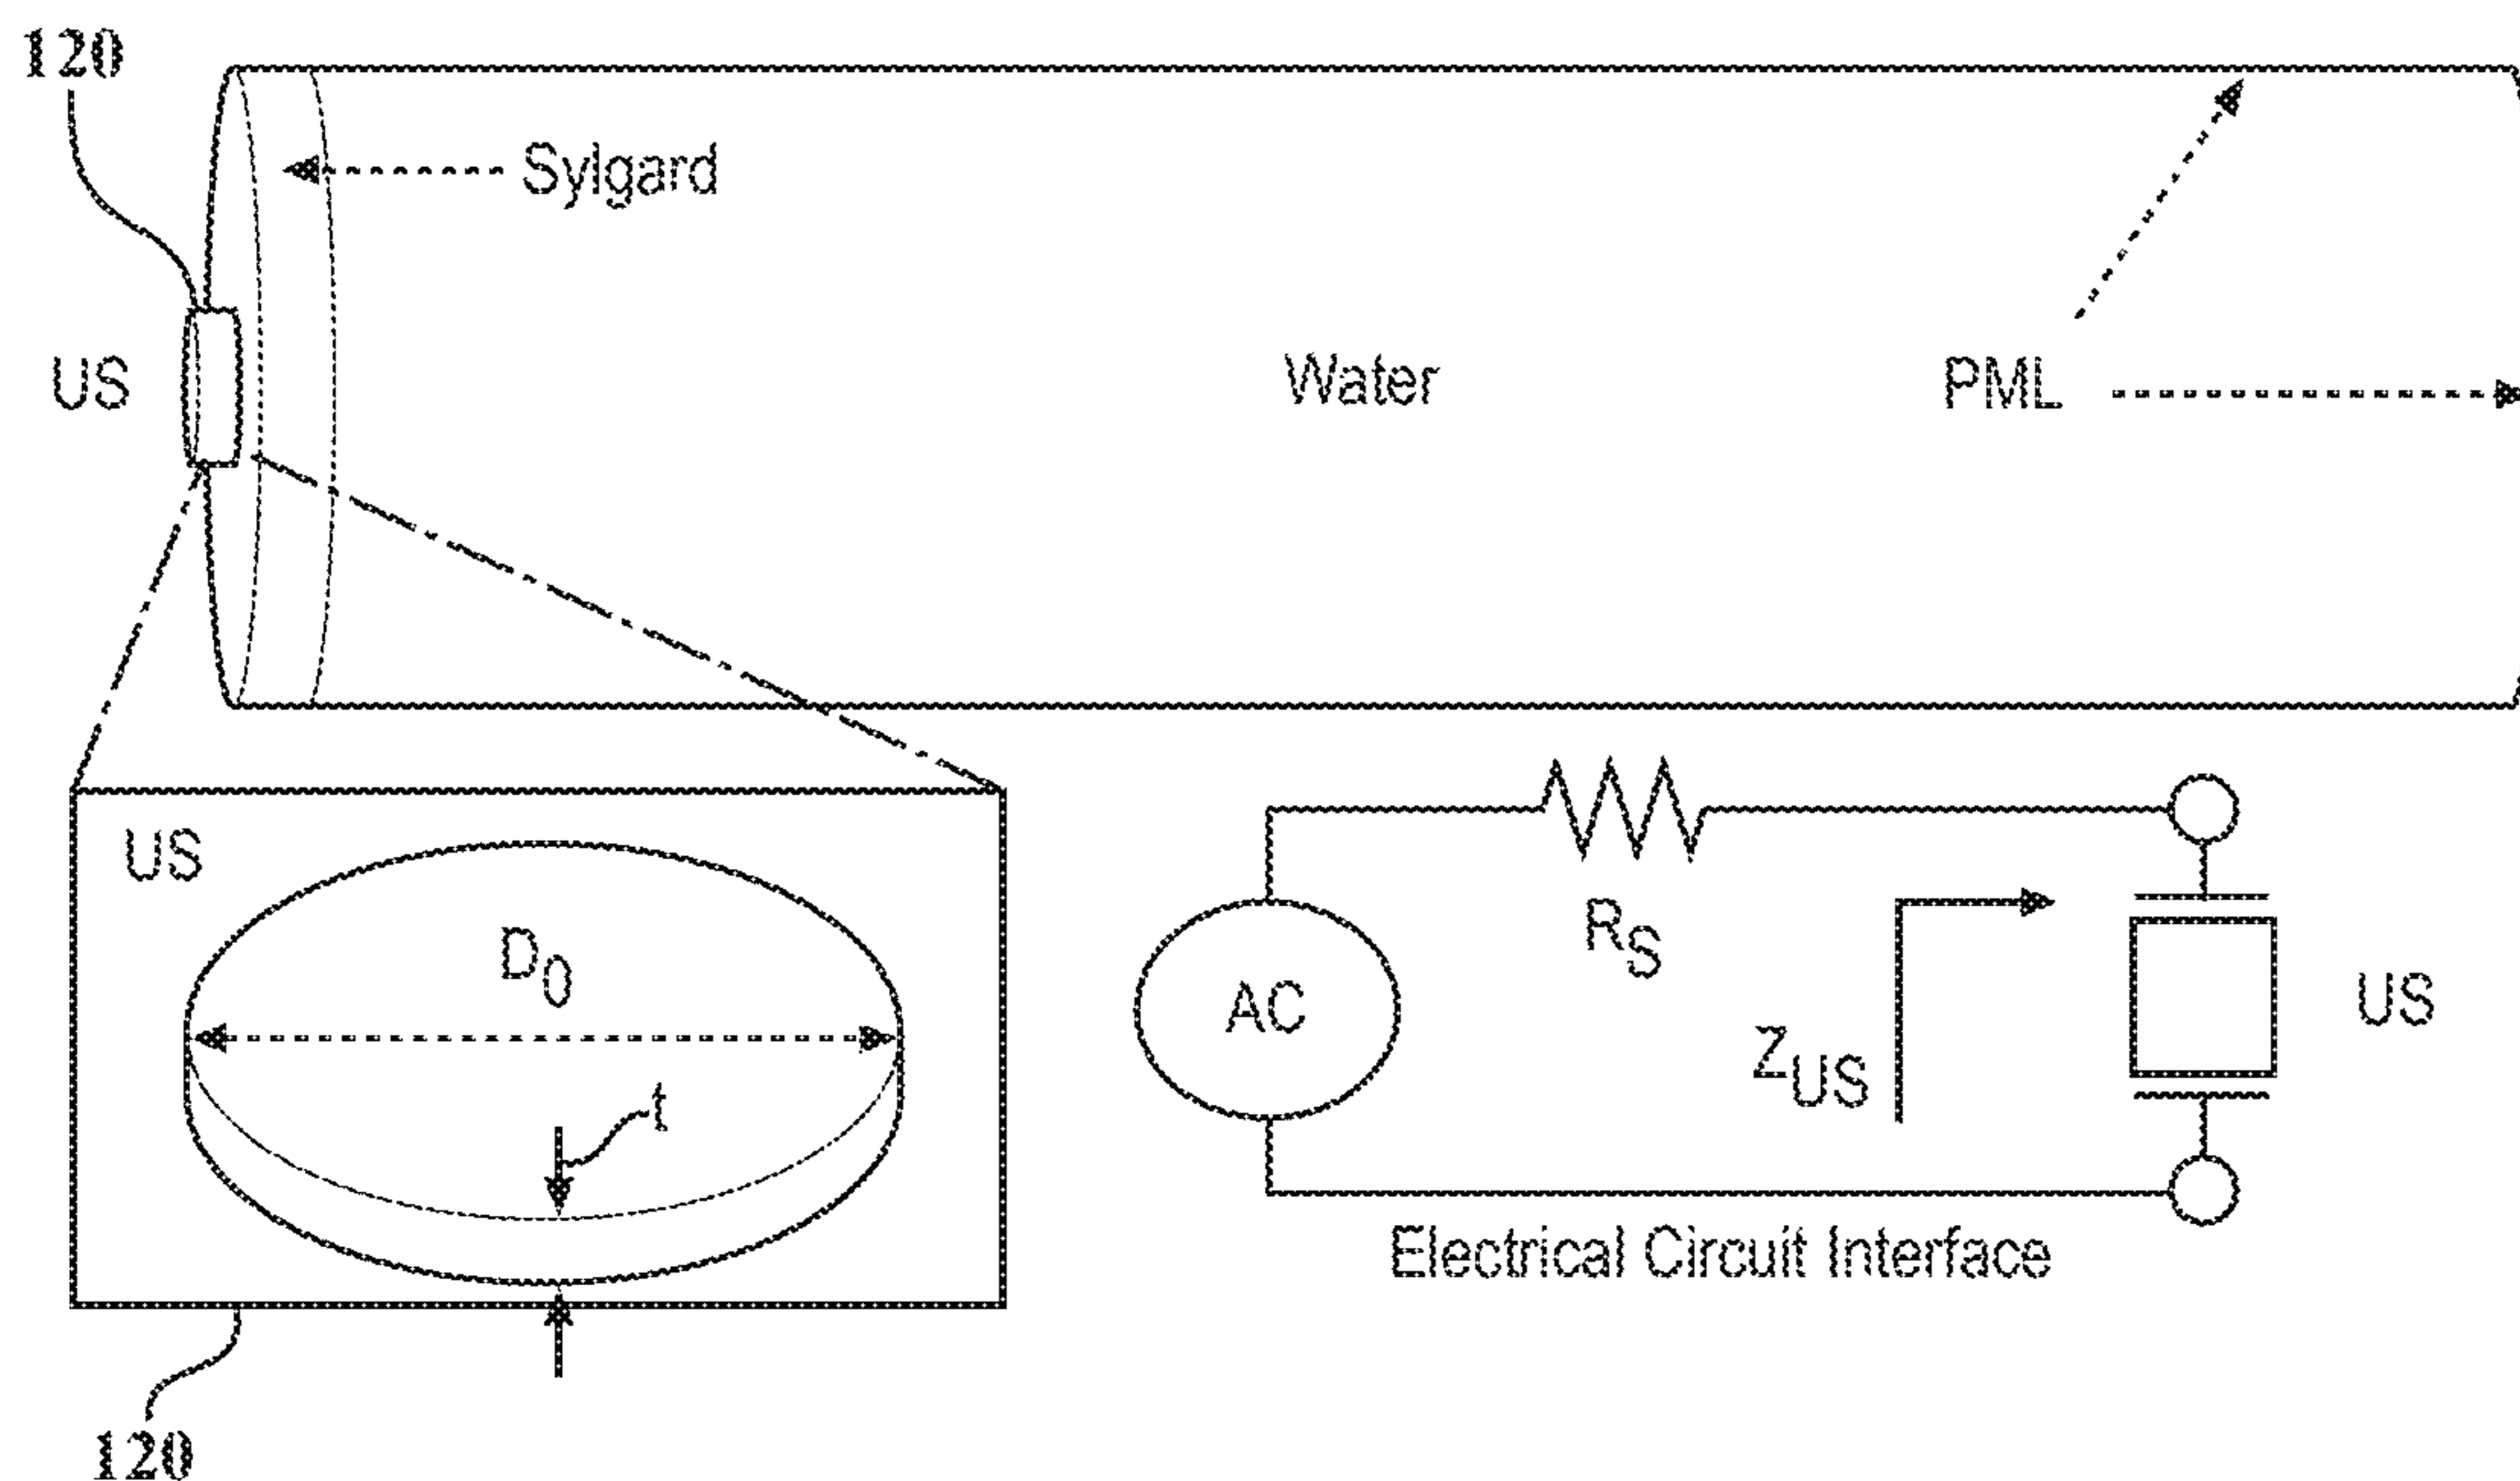 120
Sylgard
US
Water
PML
US
D0
t
AC
RS
ZUS
US
Electrical Circuit Interface
120